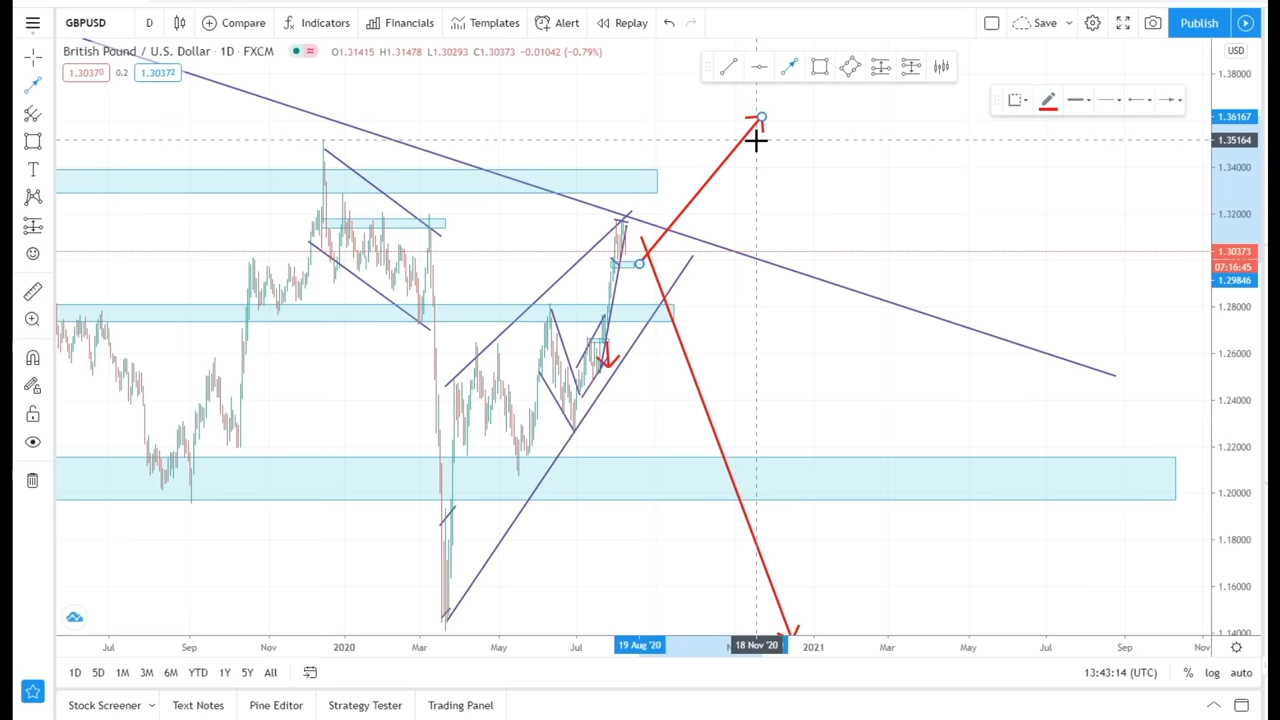 GBPUSD D Compare Indicators Financials Templates Alert Replay Save Publish
British Pound / U.S. Dollar · 1D · FXCM O1.31415 H1.31478 L1.30293 C1.30373 -0.01042 (-0.79%)
1.30370 0.2 1.30372
USD
1.38000
1.36167
1.35164
1.34000
1.32000
1.30373
07:16:45
1.29846
1.28000
1.26000
1.24000
1.22000
1.20000
1.18000
1.16000
1.14000
Jul Sep Nov 2020 Mar May Jul 19 Aug '20 18 Nov '20 2021 Mar May Jul Sep Nov
1D 5D 1M 3M 6M YTD 1Y 5Y All 13:43:14 (UTC) % log auto
Stock Screener Text Notes Pine Editor Strategy Tester Trading Panel